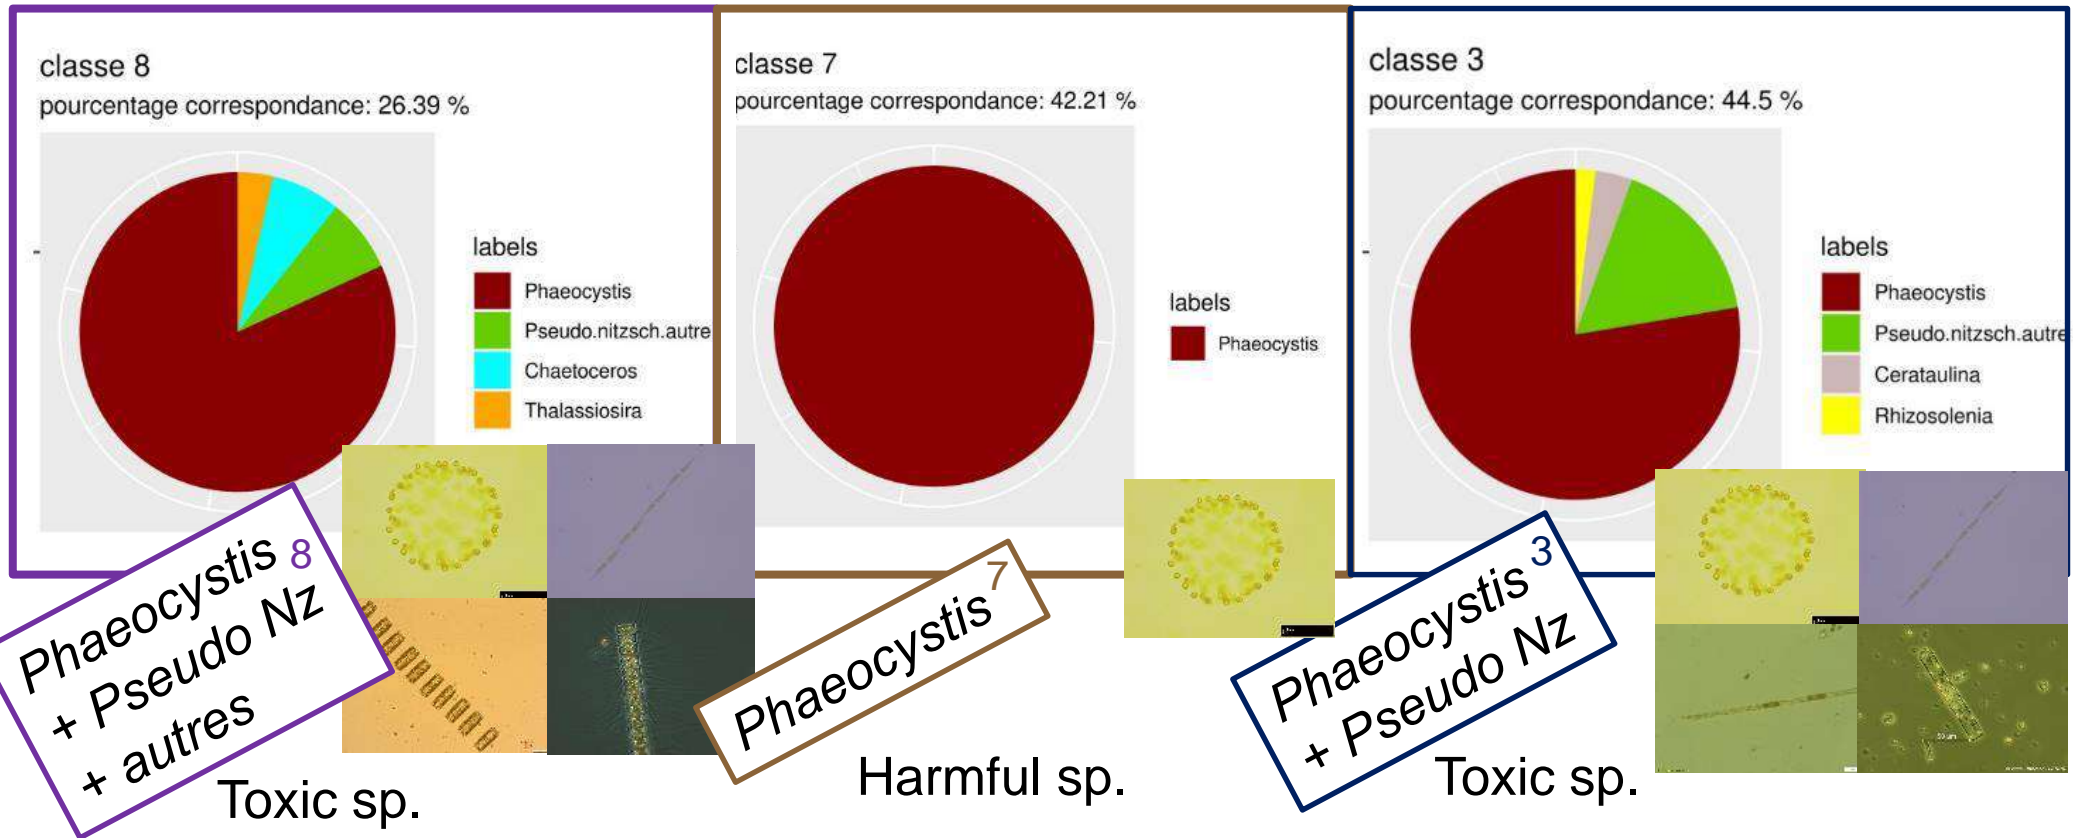 classe 8
pourcentage correspondance: 26.39 %
labels
Phaeocystis
Pseudo.nitzsch.autre
Chaetoceros
Thalassiosira
Phaeocystis 8
+ Pseudo Nz
+ autres
Toxic sp.
classe 7
pourcentage correspondance: 42.21 %
labels
Phaeocystis
Phaeocystis 7
Harmful sp.
classe 3
pourcentage correspondance: 44.5 %
labels
Phaeocystis
Pseudo.nitzsch.autre
Cerataulina
Rhizosolenia
Phaeocystis 3
+ Pseudo Nz
Toxic sp.
50 µm